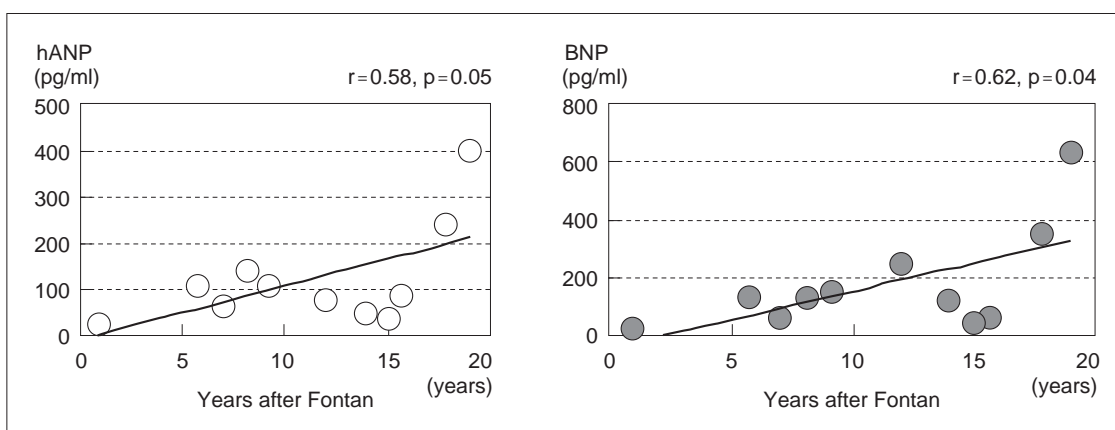 hANP
(pg/ml)
r=0.58, p=0.05
500
400
300
200
100
0
0 5 10 15 20
(years)
Years after Fontan
BNP
(pg/ml)
r=0.62, p=0.04
800
600
400
200
0
0 5 10 15 20
(years)
Years after Fontan